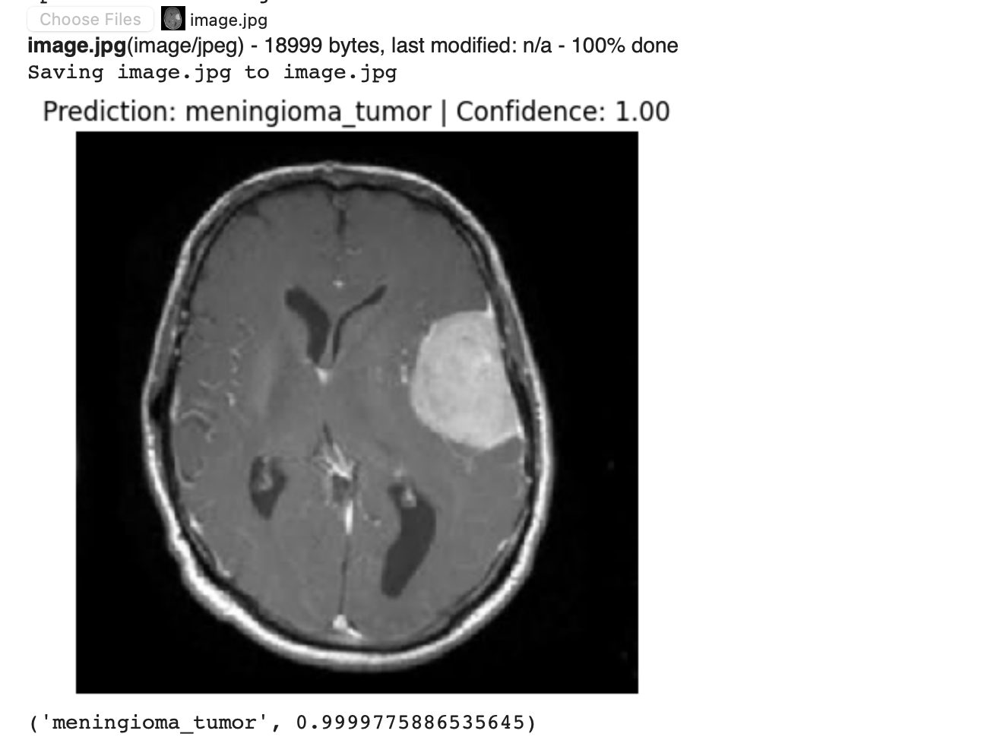 Choose Files image.jpg
image.jpg(image/jpeg) - 18999 bytes, last modified: n/a - 100% done
Saving image.jpg to image.jpg
Prediction: meningioma_tumor | Confidence: 1.00
('meningioma_tumor', 0.9999775886535645)